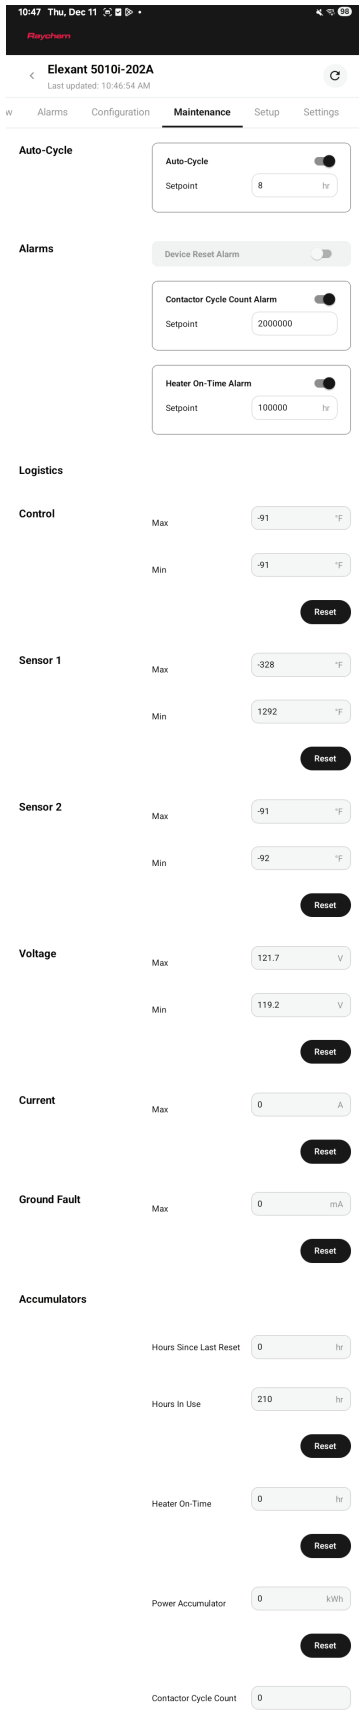 10:47 Thu, Dec 11 •
98
Raychem
Elexant 5010i-202A
Last updated: 10:46:54 AM
w Alarms Configuration Maintenance Setup Settings
Auto-Cycle
Auto-Cycle
Setpoint 8 hr
Alarms
Device Reset Alarm
Contactor Cycle Count Alarm
Setpoint 2000000
Heater On-Time Alarm
Setpoint 100000 hr
Logistics
Control
Max -91 °F
Min -91 °F
Reset
Sensor 1
Max -328 °F
Min 1292 °F
Reset
Sensor 2
Max -91 °F
Min -92 °F
Reset
Voltage
Max 121.7 V
Min 119.2 V
Reset
Current
Max 0 A
Reset
Ground Fault
Max 0 mA
Reset
Accumulators
Hours Since Last Reset 0 hr
Hours In Use 210 hr
Reset
Heater On-Time 0 hr
Reset
Power Accumulator 0 kWh
Reset
Contactor Cycle Count 0